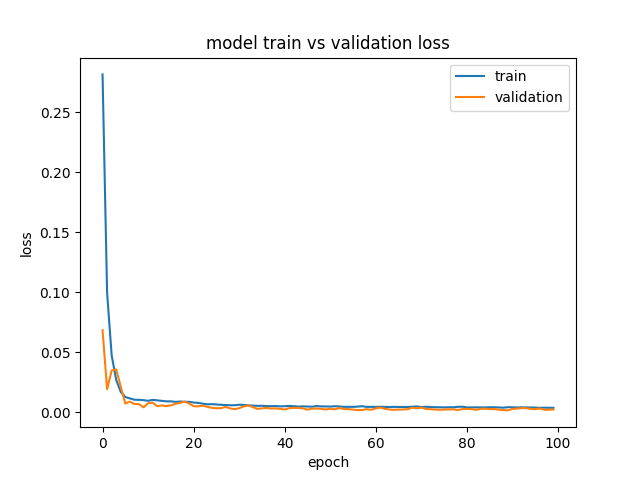 model train vs validation loss
train
validation
0.25
0.20
0.15
0.10
0.05
0.00
loss
0 20 40 60 80 100
epoch